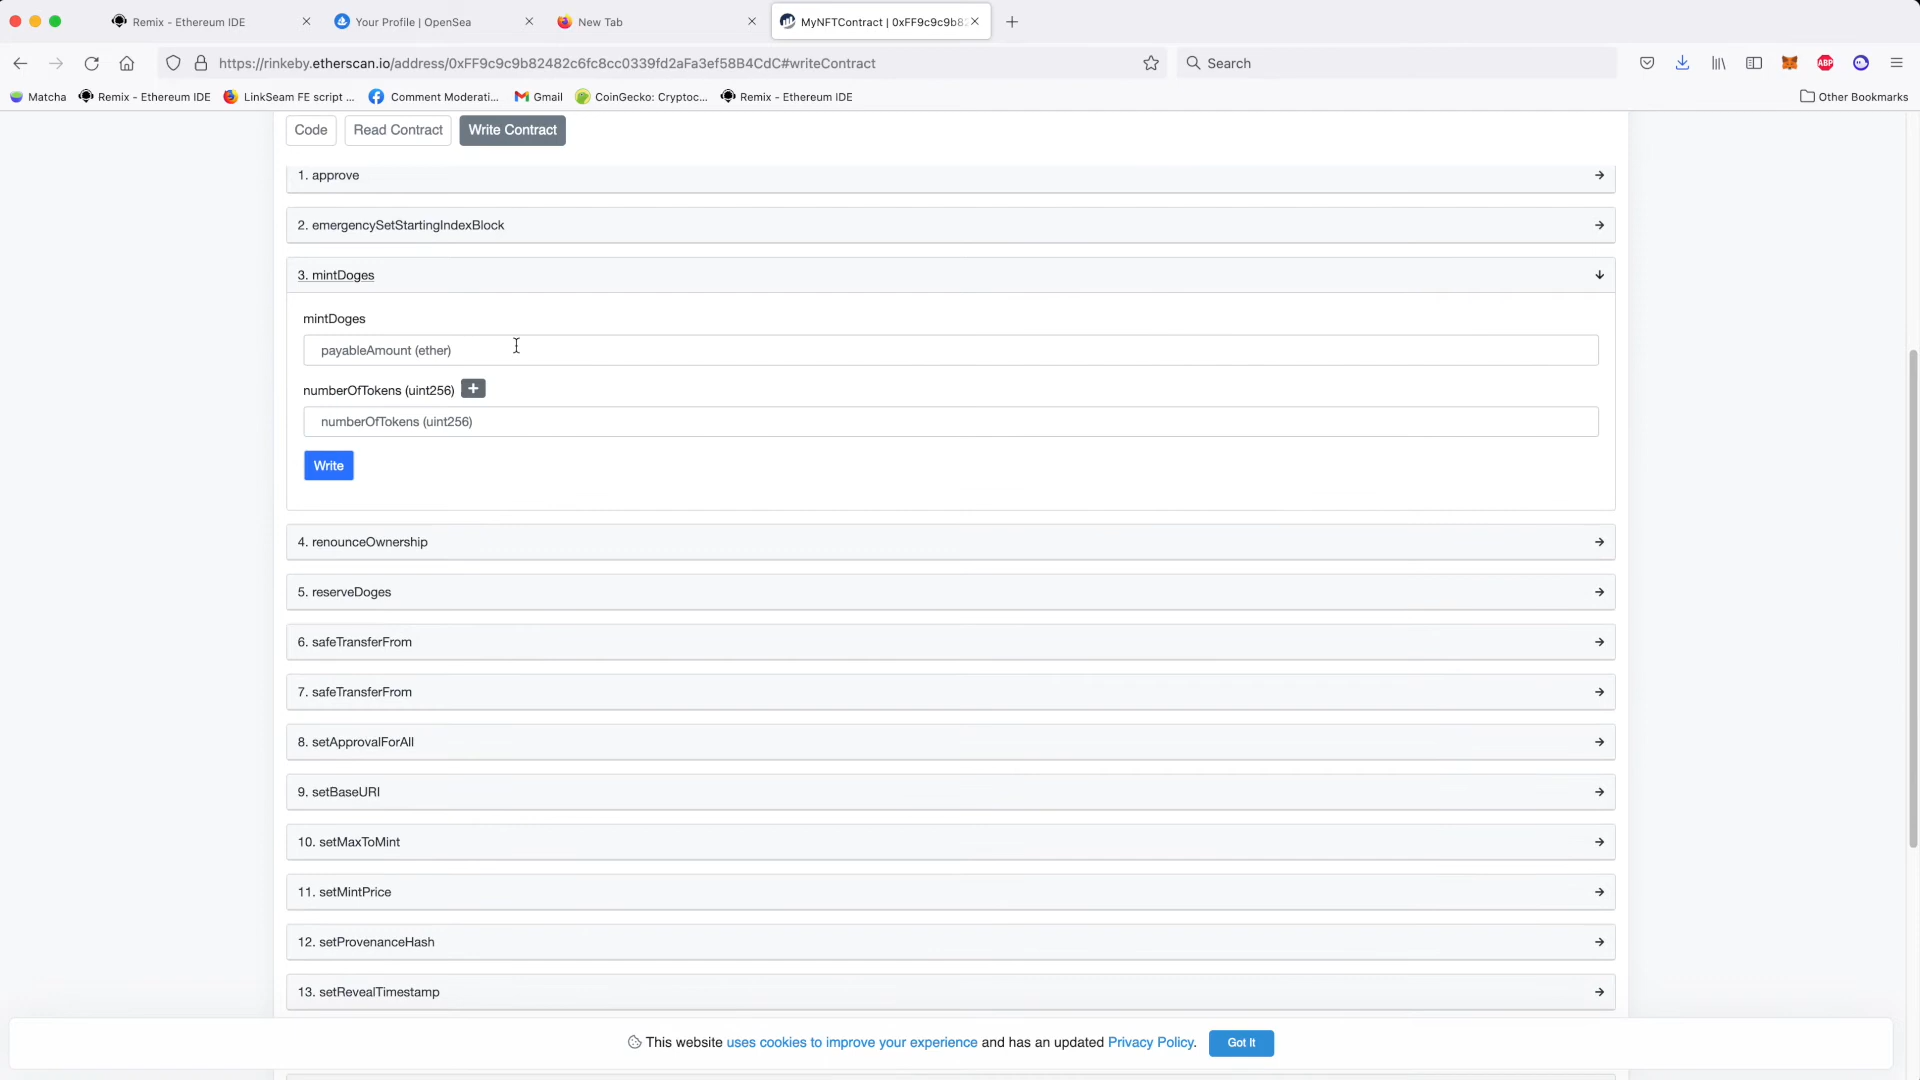 Remix - Ethereum IDE
Your Profile | OpenSea
New Tab
MyNFTContract | 0xFF9c9c9b8
https://rinkeby.etherscan.io/address/0xFF9c9c9b82482c6fc8cc0339fd2aFa3ef58B4CdC#writeContract
Search
ABP
Matcha
Remix - Ethereum IDE
LinkSeam FE script ...
Comment Moderati...
Gmail
CoinGecko: Cryptoc...
Remix - Ethereum IDE
Other Bookmarks
Code
Read Contract
Write Contract
1. approve
2. emergencySetStartingIndexBlock
3. mintDoges
mintDoges
payableAmount (ether)
numberOfTokens (uint256) +
numberOfTokens (uint256)
Write
4. renounceOwnership
5. reserveDoges
6. safeTransferFrom
7. safeTransferFrom
8. setApprovalForAll
9. setBaseURI
10. setMaxToMint
11. setMintPrice
12. setProvenanceHash
13. setRevealTimestamp
This website uses cookies to improve your experience and has an updated Privacy Policy.
Got It